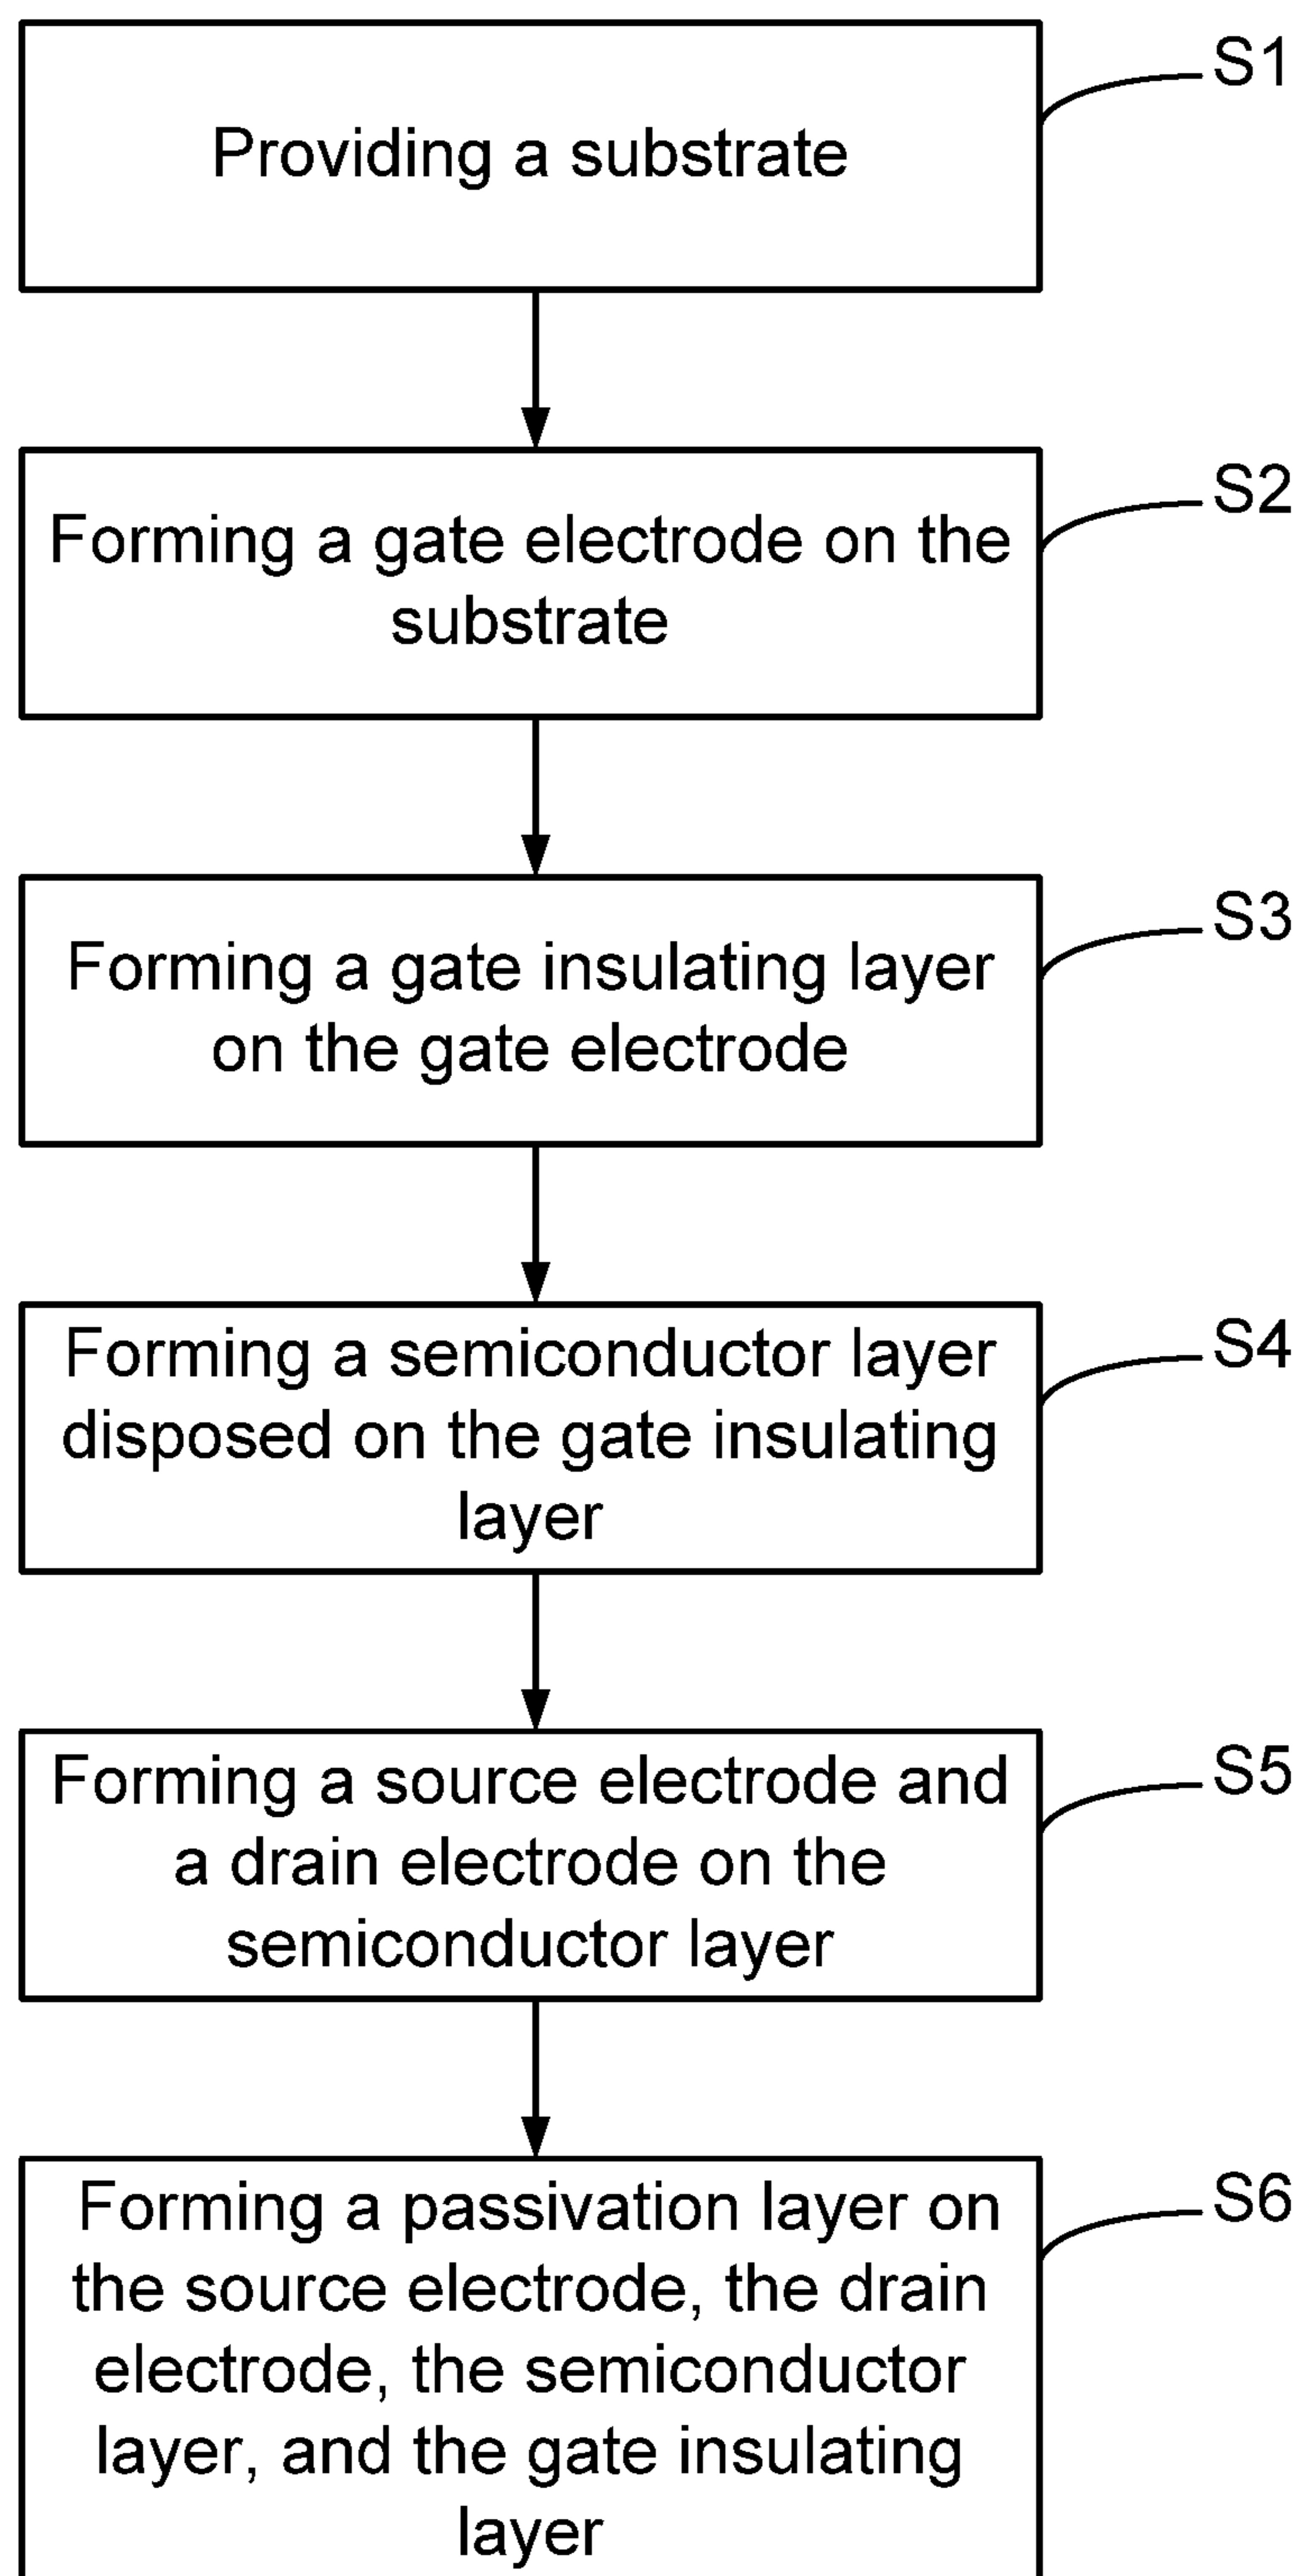 S1
Providing a substrate
S2
Forming a gate electrode on the
substrate
S3
Forming a gate insulating layer
on the gate electrode
S4
Forming a semiconductor layer
disposed on the gate insulating
layer
S5
Forming a source electrode and
a drain electrode on the
semiconductor layer
S6
Forming a passivation layer on
the source electrode, the drain
electrode, the semiconductor
layer, and the gate insulating
layer